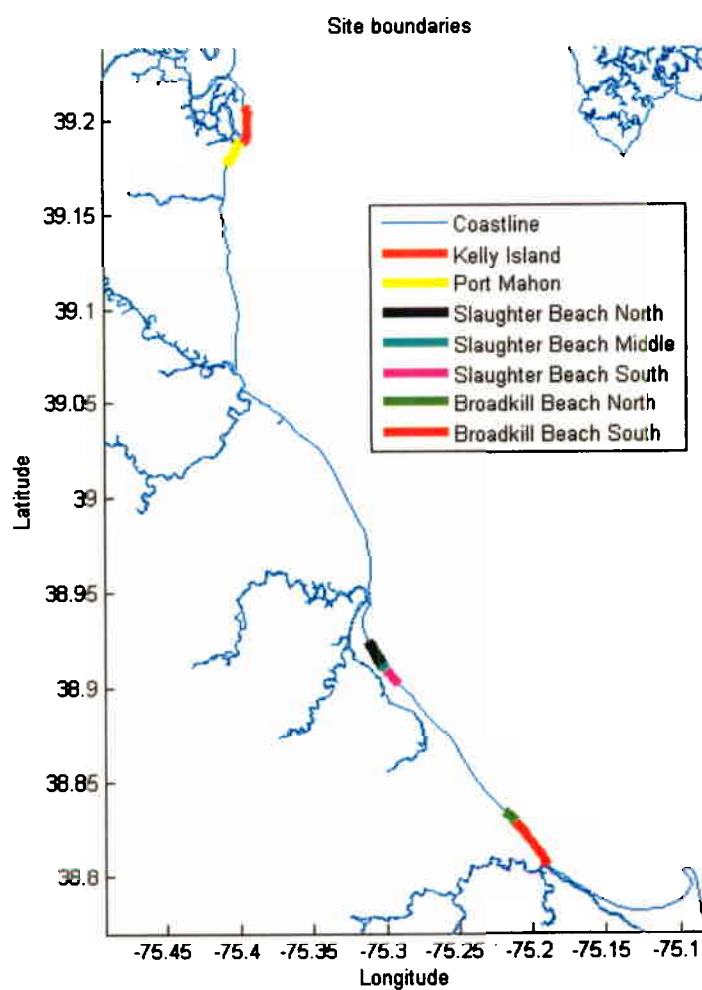 Site boundaries
39.2
39.15
39.1
39.05
39
38.95
38.9
38.85
38.8
Latitude
Coastline
Kelly Island
Port Mahon
Slaughter Beach North
Slaughter Beach Middle
Slaughter Beach South
Broadkill Beach North
Broadkill Beach South
-75.45 -75.4 -75.35 -75.3 -75.25 -75.2 -75.15 -75.1
Longitude